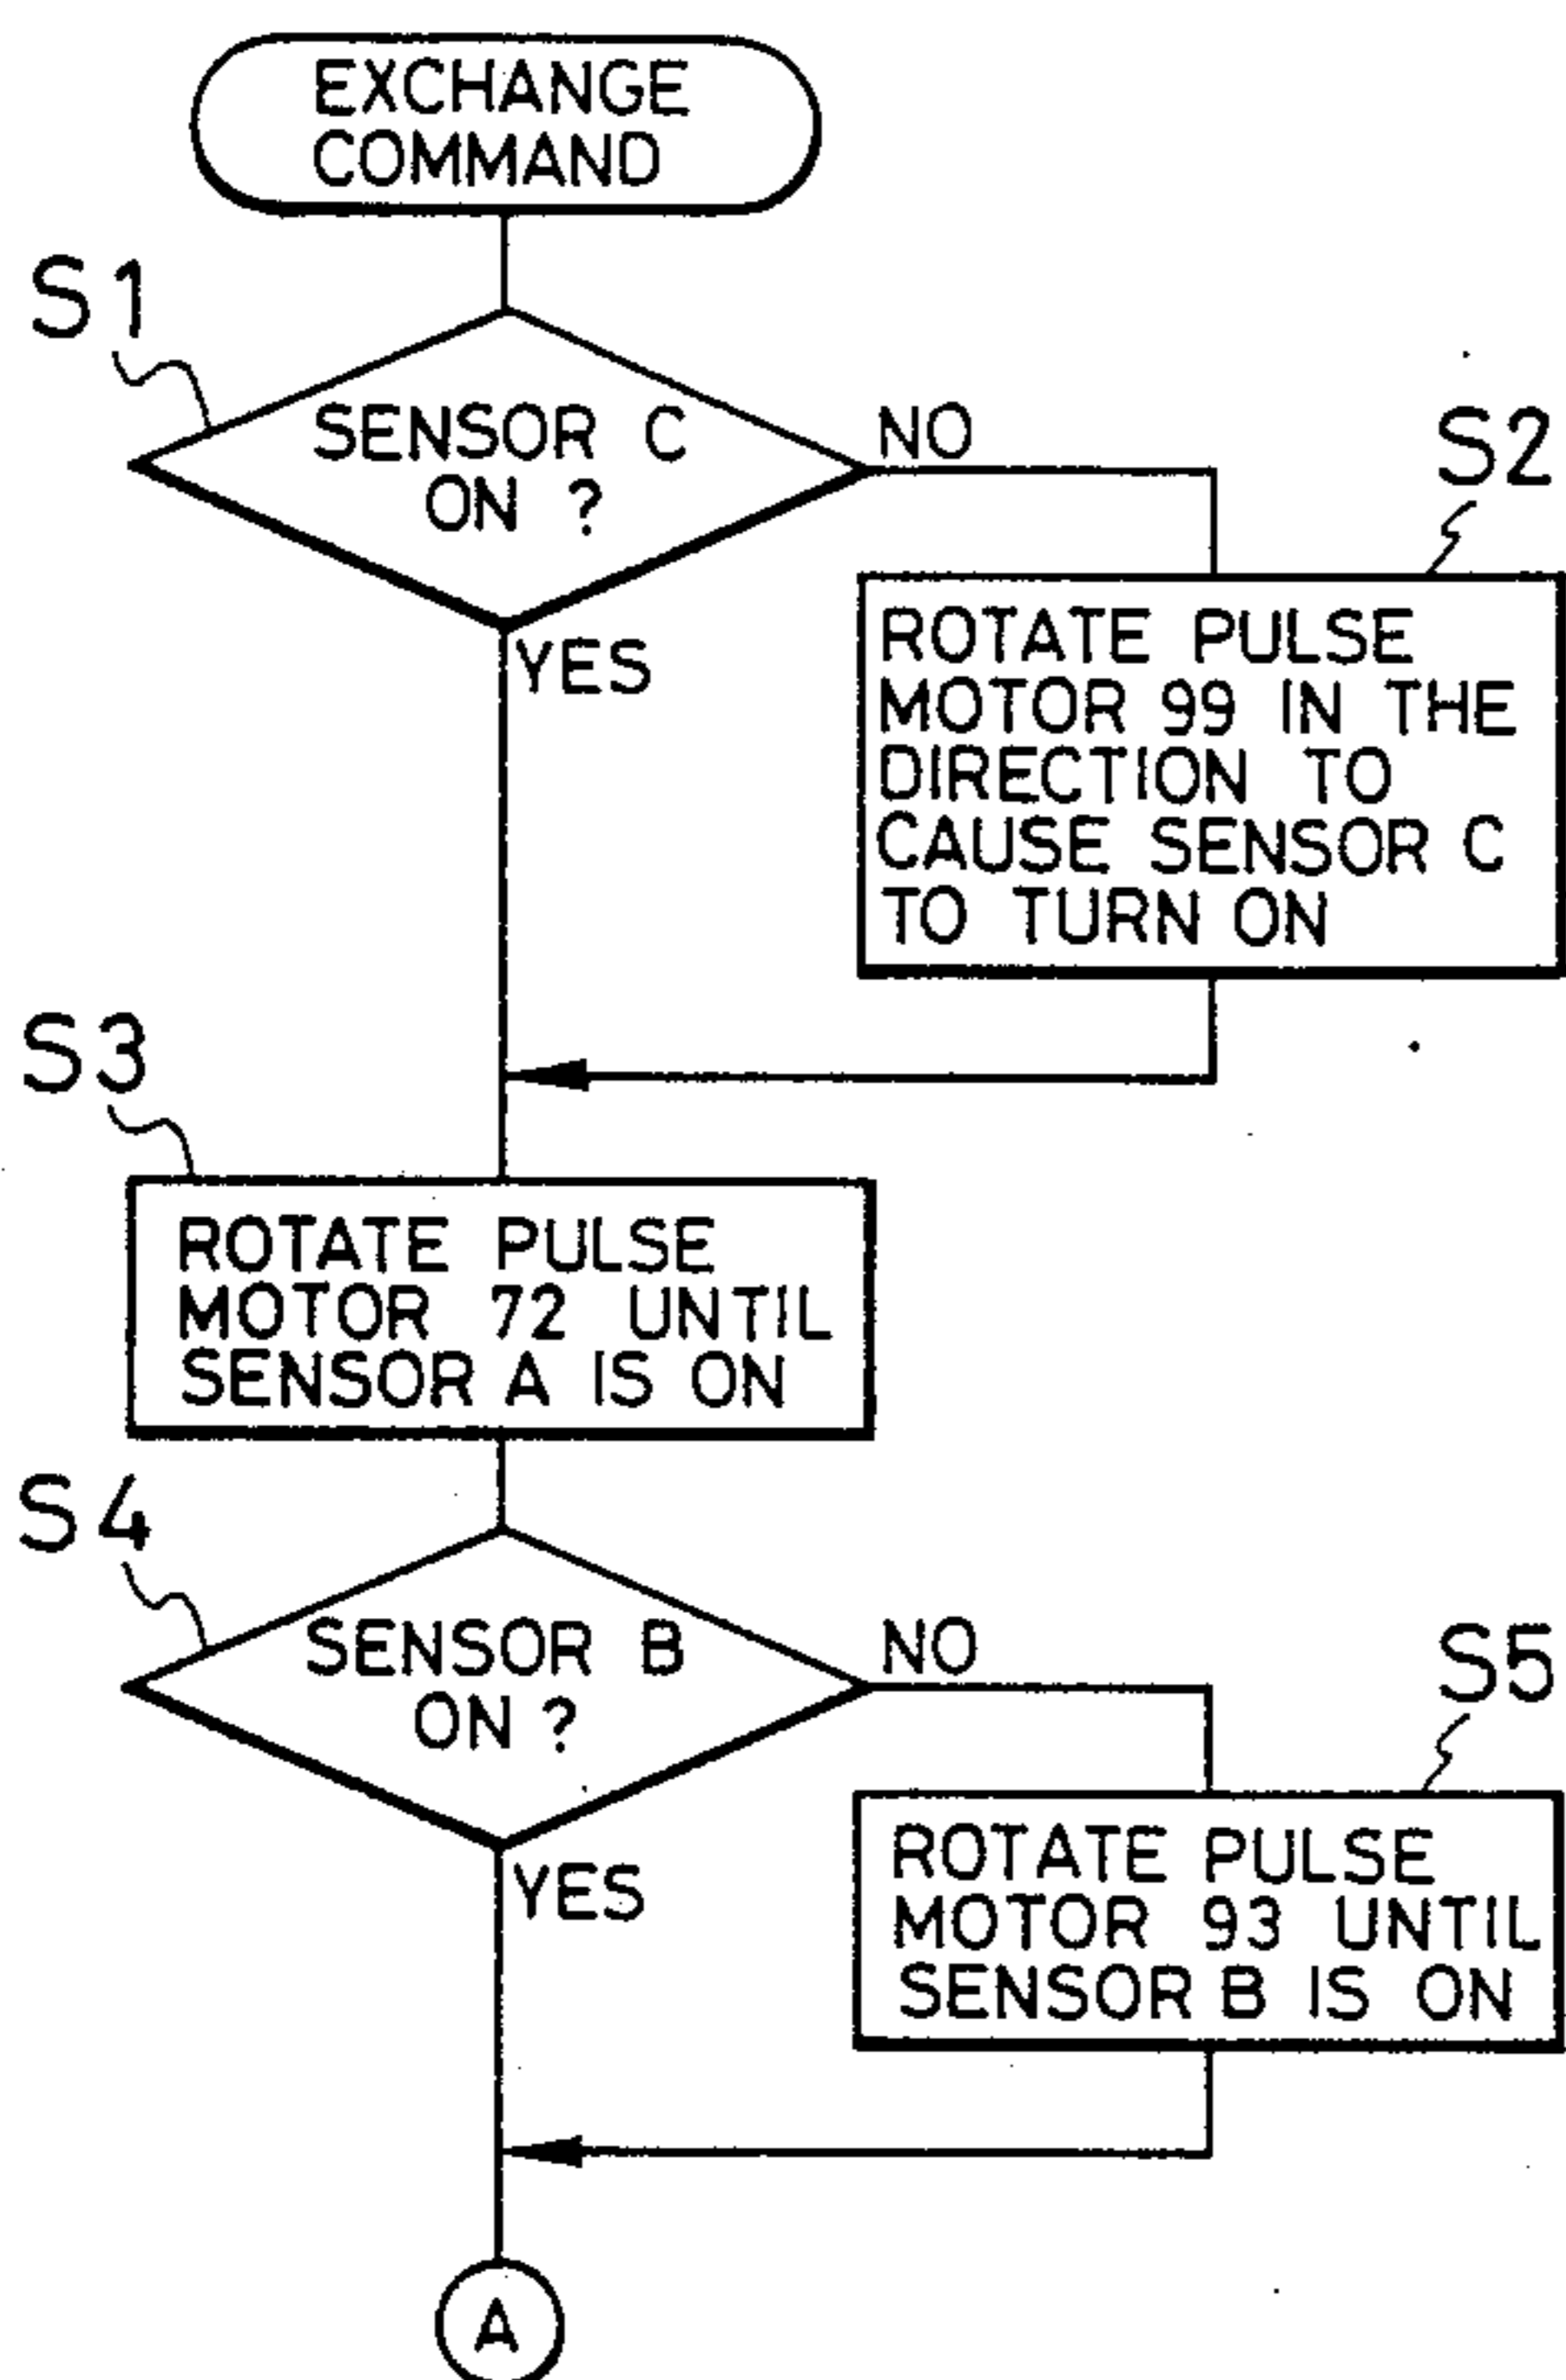 EXCHANGE
COMMAND
S1
SENSOR C
ON ?
NO
YES
S2
ROTATE PULSE
MOTOR 99 IN THE
DIRECTION TO
CAUSE SENSOR C
TO TURN ON
S3
ROTATE PULSE
MOTOR 72 UNTIL
SENSOR A IS ON
S4
SENSOR B
ON ?
NO
YES
S5
ROTATE PULSE
MOTOR 93 UNTIL
SENSOR B IS ON
A